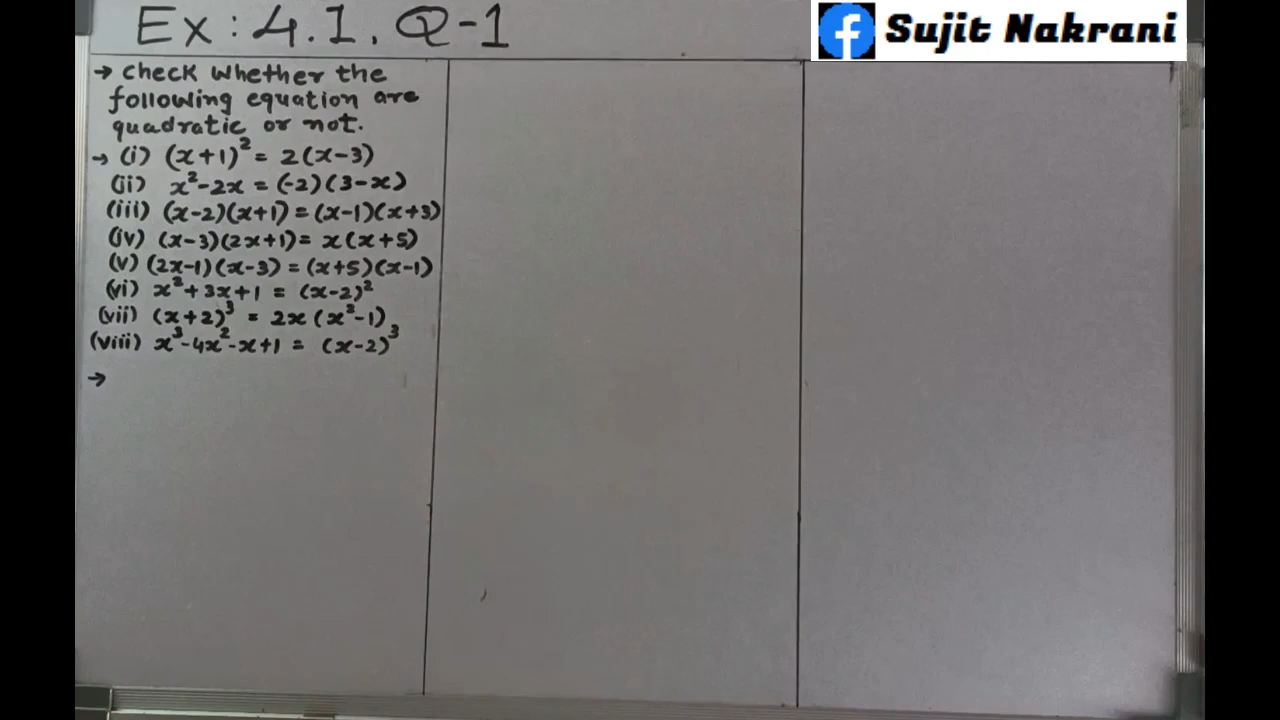 Ex: 4.1. Q-1
Sujit Nakrani
→ check whether the
following equation are
quadratic or not.
→ (i) (x+1)² = 2(x-3)
(ii) x²-2x = (-2)(3-x)
(iii) (x-2)(x+1) = (x-1)(x+3)
(iv) (x-3)(2x+1) = x(x+5)
(v) (2x-1)(x-3) = (x+5)(x-1)
(vi) x²+3x+1 = (x-2)²
(vii) (x+2)³ = 2x(x²-1)
(viii) x³-4x²-x+1 = (x-2)³
→